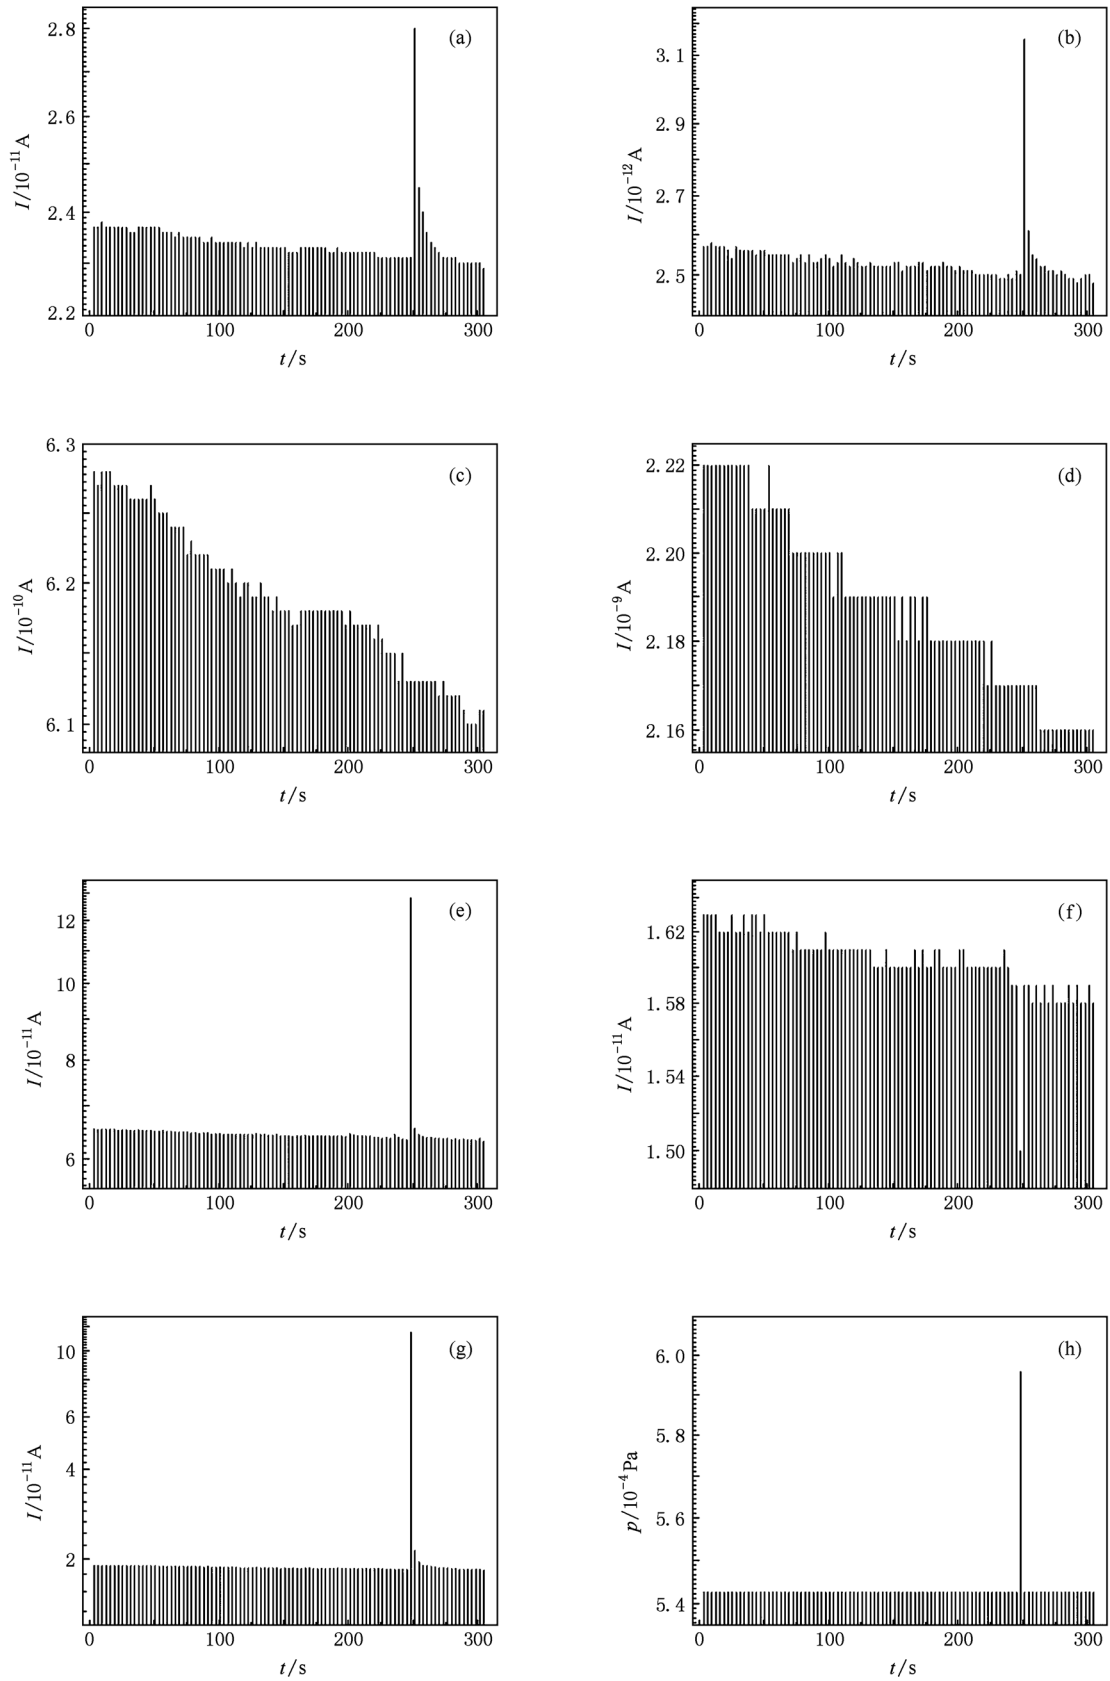 (a)
2.8
2.6
2.4
2.2
I/10⁻¹¹A
0 100 200 300
t/s
(b)
3.1
2.9
2.7
2.5
I/10⁻¹²A
0 100 200 300
t/s
(c)
6.3
6.2
6.1
I/10⁻¹⁰A
0 100 200 300
t/s
(d)
2.22
2.20
2.18
2.16
I/10⁻⁹A
0 100 200 300
t/s
(e)
12
10
8
6
I/10⁻¹¹A
0 100 200 300
t/s
(f)
1.62
1.58
1.54
1.50
I/10⁻¹¹A
0 100 200 300
t/s
(g)
10
6
4
2
I/10⁻¹¹A
0 100 200 300
t/s
(h)
6.0
5.8
5.6
5.4
p/10⁻⁴Pa
0 100 200 300
t/s